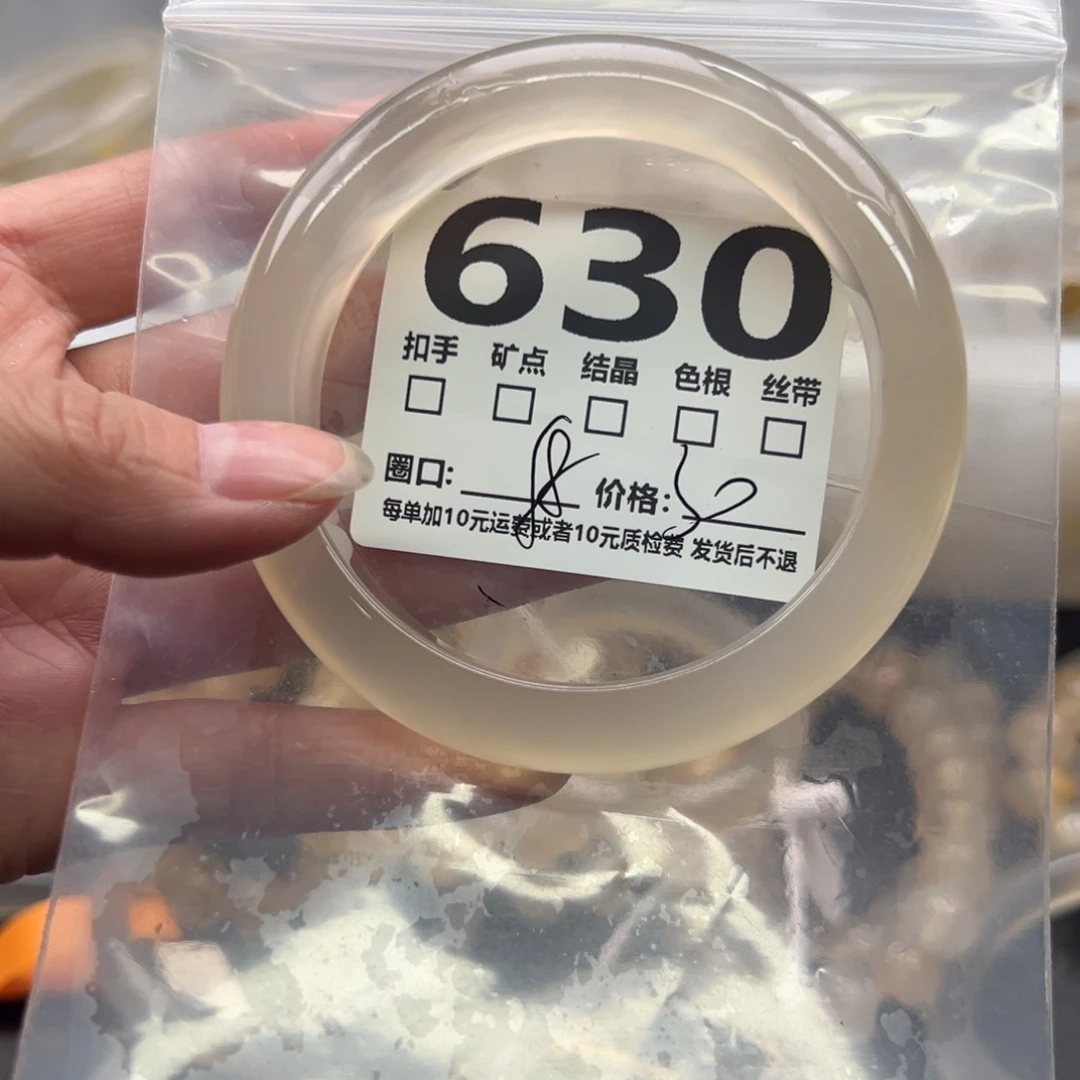 630
扣手 矿点 结晶 色根 丝带
圈口: 价格:
每单加10元运费或者10元质检费 发货后不退